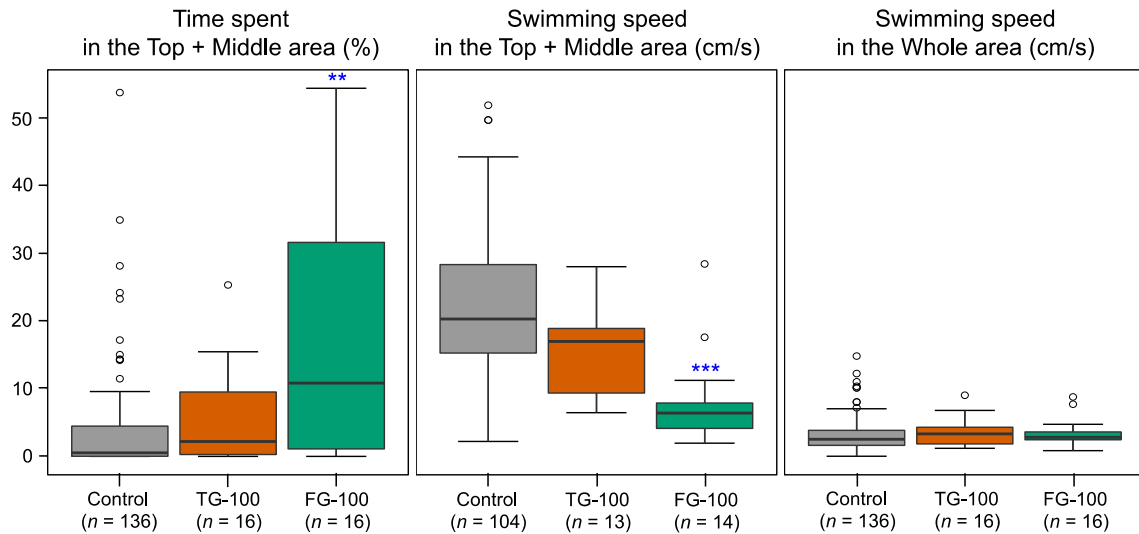 Time spent
in the Top + Middle area (%)
Swimming speed
in the Top + Middle area (cm/s)
Swimming speed
in the Whole area (cm/s)
50
40
30
20
10
0
**
***
Control
(n = 136)
TG-100
(n = 16)
FG-100
(n = 16)
Control
(n = 104)
TG-100
(n = 13)
FG-100
(n = 14)
Control
(n = 136)
TG-100
(n = 16)
FG-100
(n = 16)